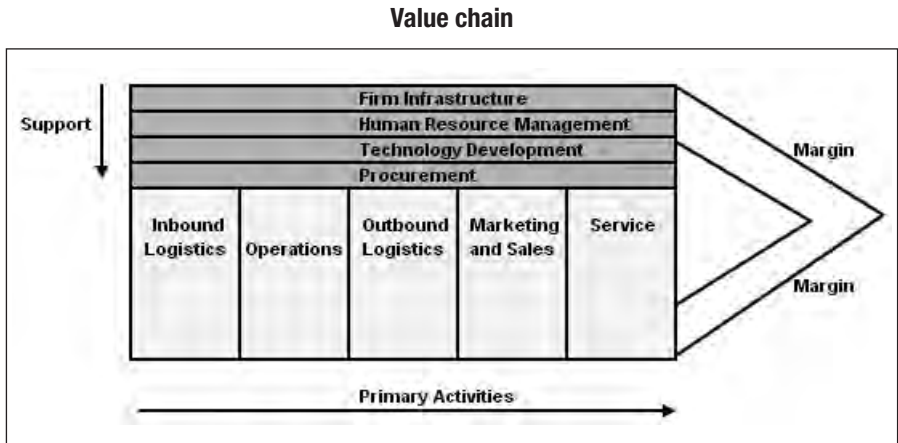 Value chain
Support
Firm Infrastructure
Human Resource Management
Technology Development
Procurement
Inbound
Logistics
Operations
Outbound
Logistics
Marketing
and Sales
Service
Margin
Margin
Primary Activities